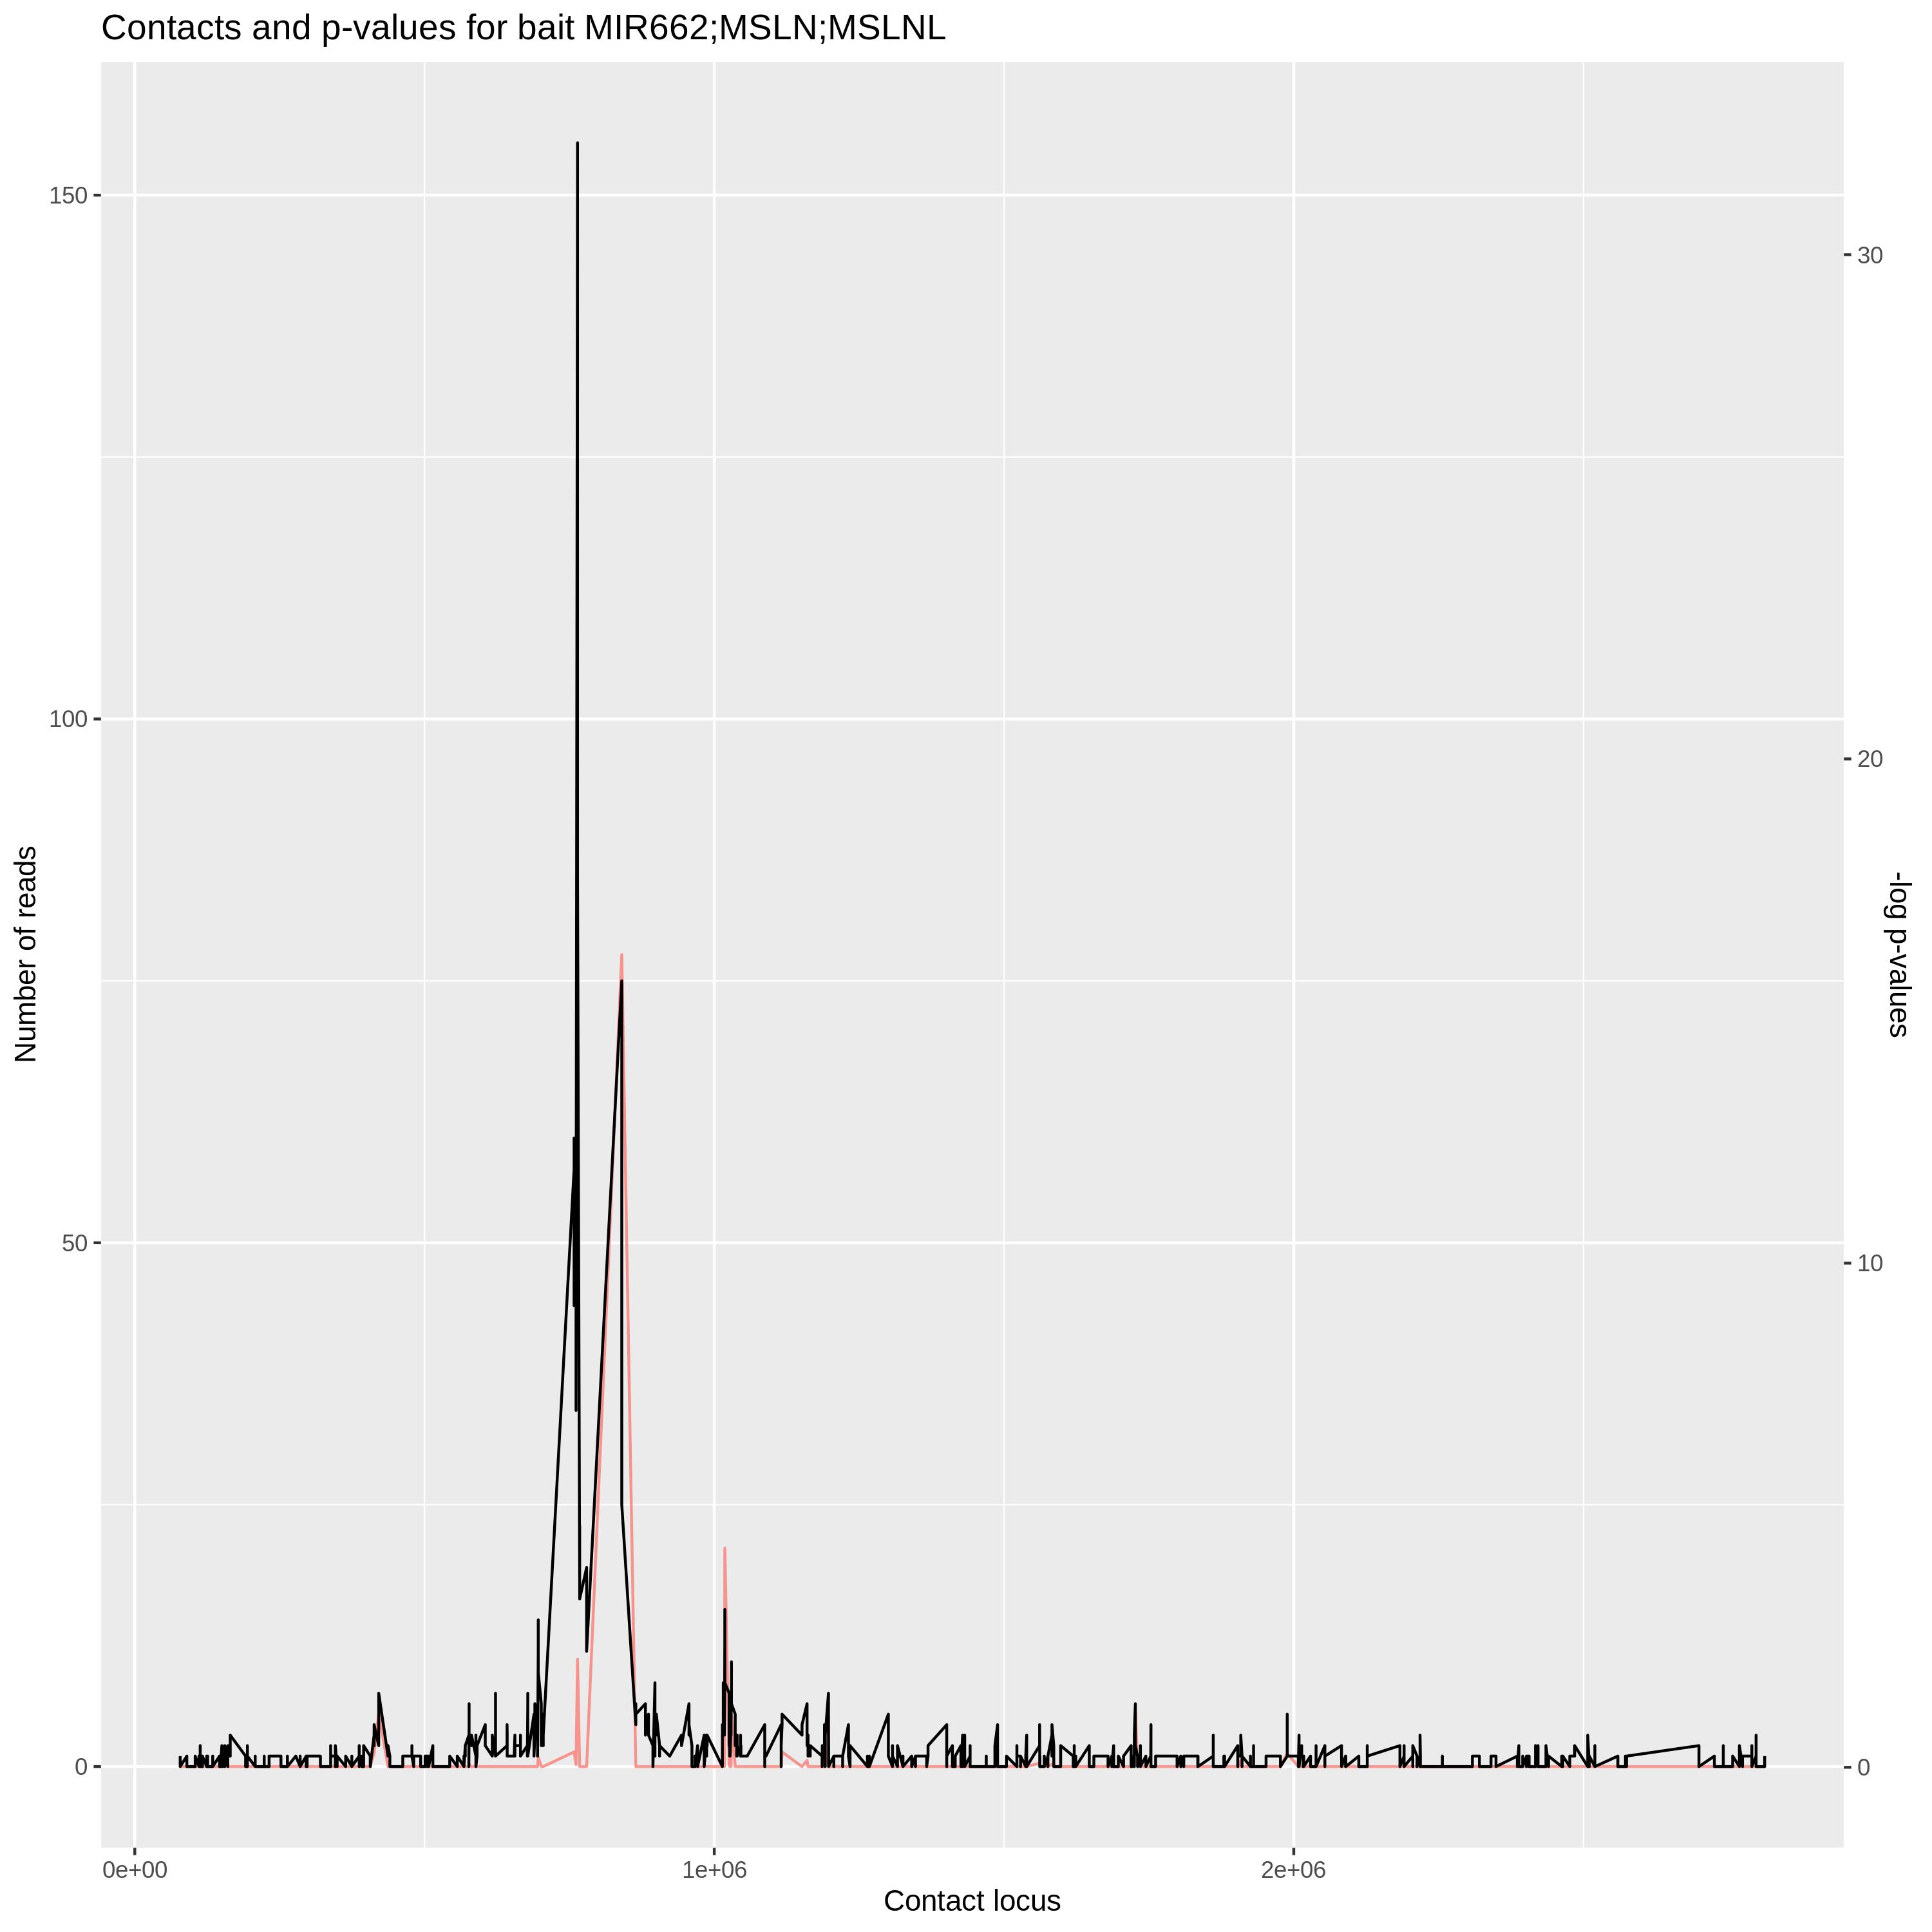 Contacts and p-values for bait MIR662;MSLN;MSLNL
150
100
50
0
Number of reads
30
20
10
0
-log p-values
0e+00
1e+06
2e+06
Contact locus